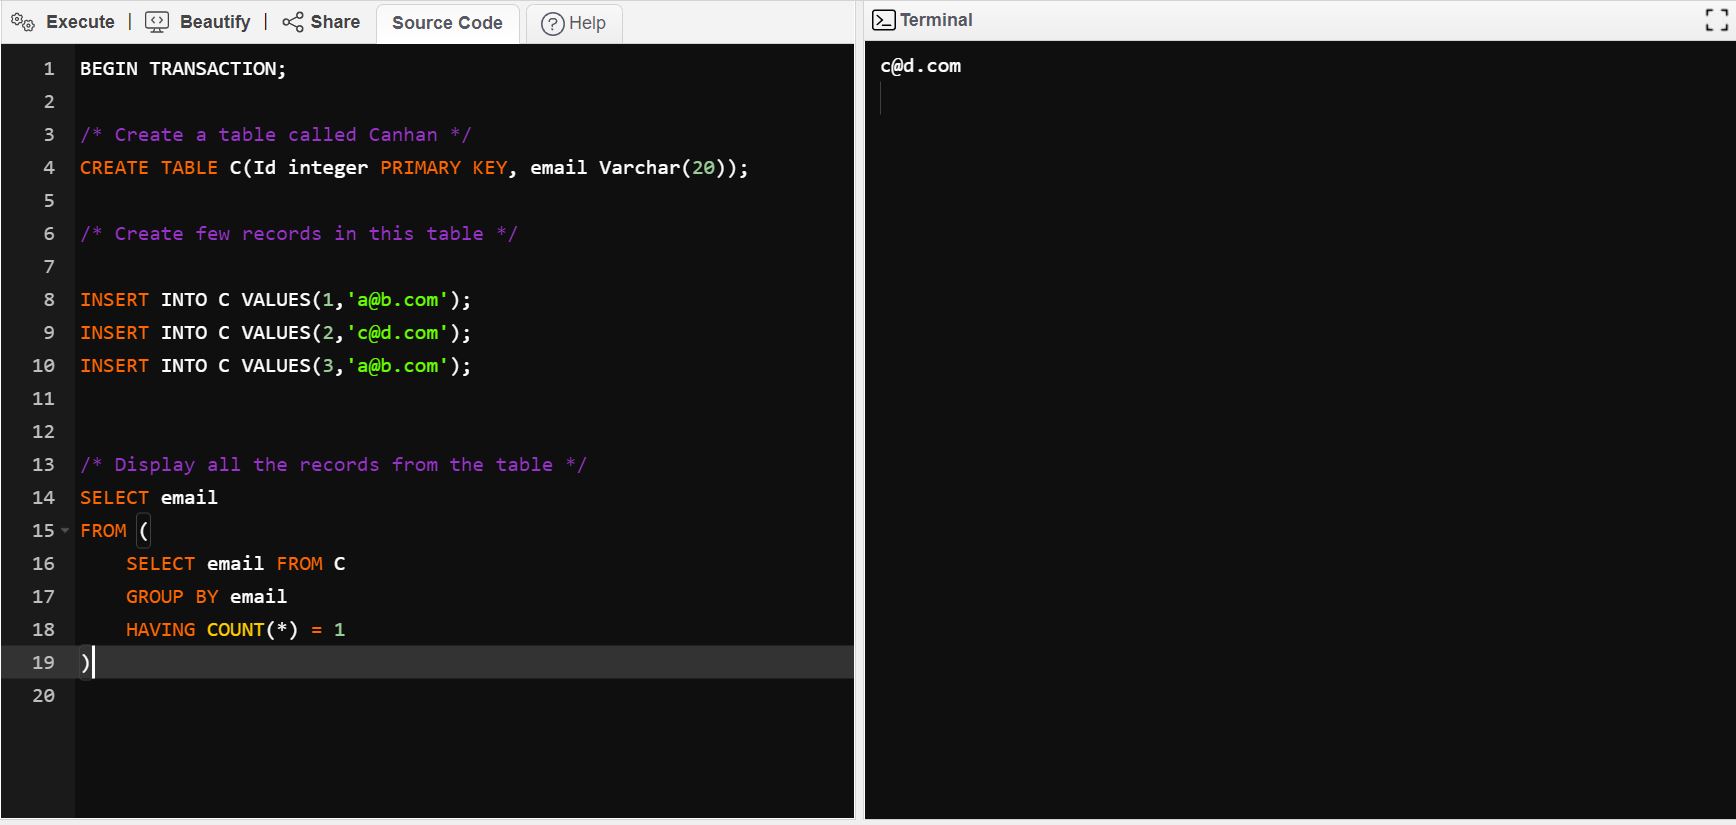 Execute | Beautify | Share Source Code Help
1 BEGIN TRANSACTION;
2
3 /* Create a table called Canhan */
4 CREATE TABLE C(Id integer PRIMARY KEY, email Varchar(20));
5
6 /* Create few records in this table */
7
8 INSERT INTO C VALUES(1,'a@b.com');
9 INSERT INTO C VALUES(2,'c@d.com');
10 INSERT INTO C VALUES(3,'a@b.com');
11
12
13 /* Display all the records from the table */
14 SELECT email
15 FROM (
16 SELECT email FROM C
17 GROUP BY email
18 HAVING COUNT(*) = 1
19 )
20
Terminal
c@d.com